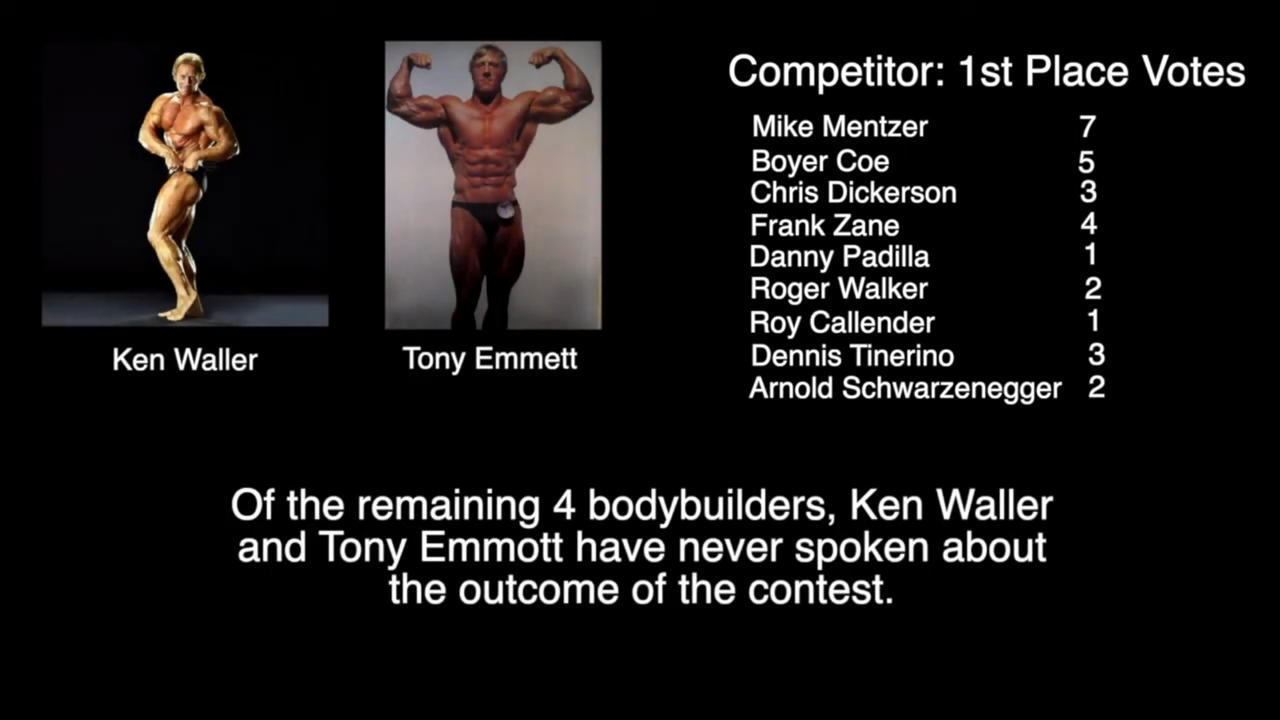 Competitor: 1st Place Votes
Mike Mentzer 7
Boyer Coe 5
Chris Dickerson 3
Frank Zane 4
Danny Padilla 1
Roger Walker 2
Roy Callender 1
Dennis Tinerino 3
Arnold Schwarzenegger 2
Ken Waller
Tony Emmett
Of the remaining 4 bodybuilders, Ken Waller
and Tony Emmott have never spoken about
the outcome of the contest.